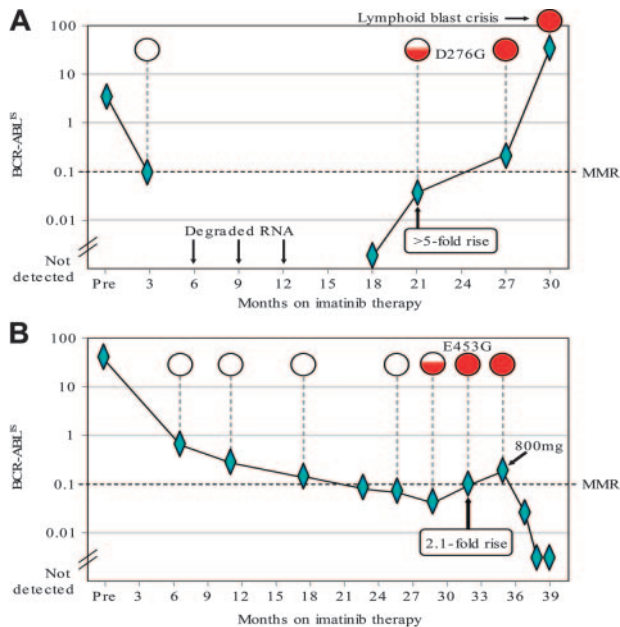 A
Lymphoid blast crisis
100
10
1
0.1
0.01
Not
detected
BCR-ABL^IS
D276G
MMR
Degraded RNA
>5-fold rise
Pre 3 6 9 12 15 18 21 24 27 30
Months on imatinib therapy
B
100
10
1
0.1
0.01
Not
detected
BCR-ABL^IS
E453G
800mg
MMR
2.1-fold rise
Pre 3 6 9 12 15 18 21 24 27 30 33 36 39
Months on imatinib therapy